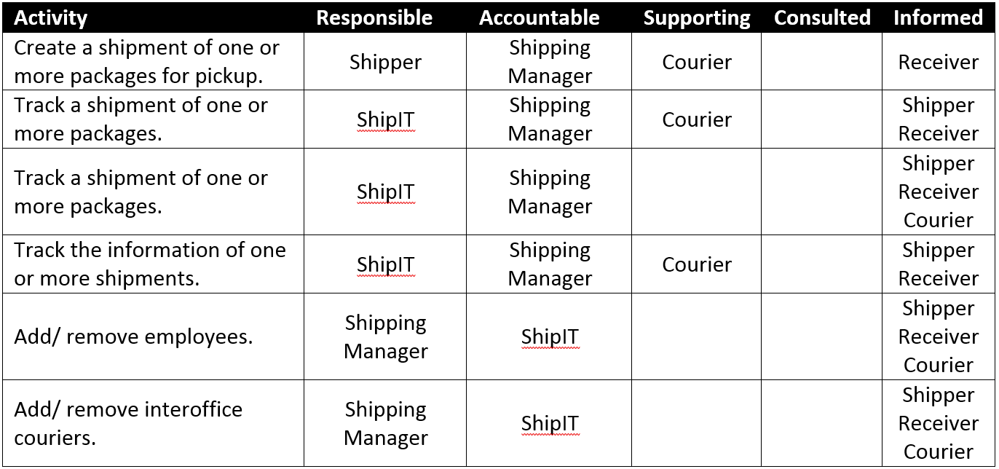 Activity Responsible Accountable Supporting Consulted Informed
Create a shipment of one or
more packages for pickup.
Shipper
Shipping
Manager
Courier
Receiver
Track a shipment of one or
more packages.
ShipIT
Shipping
Manager
Courier
Shipper
Receiver
Track a shipment of one or
more packages.
ShipIT
Shipping
Manager
Shipper
Receiver
Courier
Track the information of one
or more shipments.
ShipIT
Shipping
Manager
Courier
Shipper
Receiver
Add/ remove employees.
Shipping
Manager
ShipIT
Shipper
Receiver
Courier
Add/ remove interoffice
couriers.
Shipping
Manager
ShipIT
Shipper
Receiver
Courier